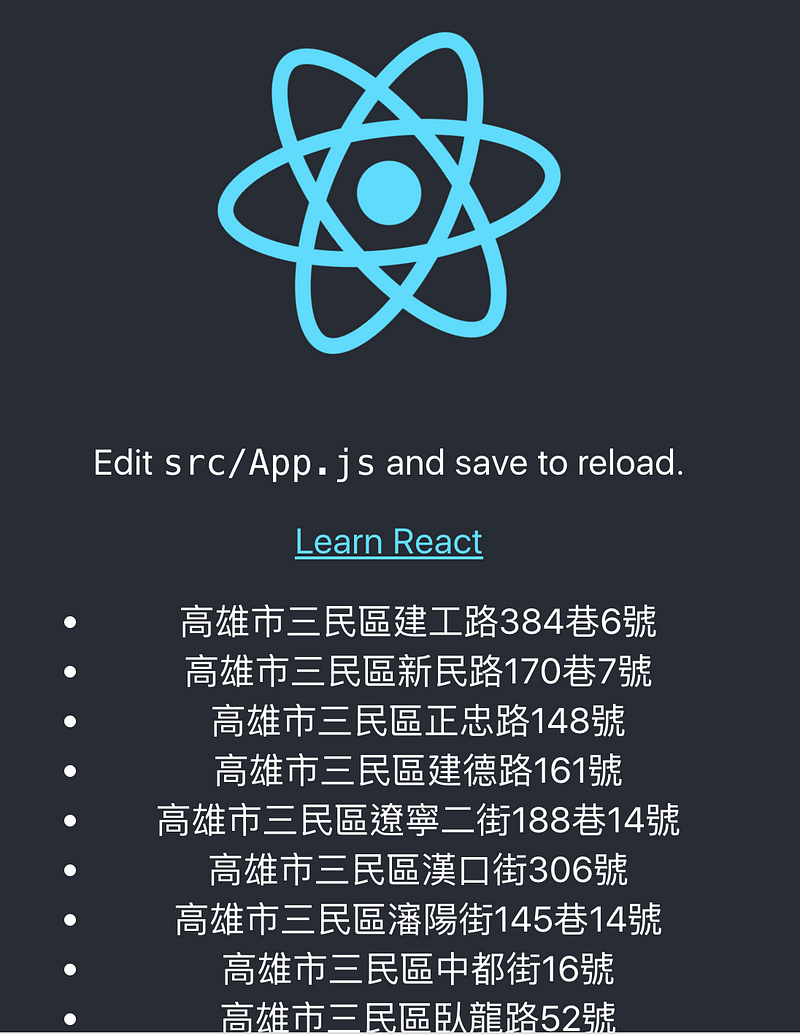 Edit src/App.js and save to reload.
Learn React
高雄市三民區建工路384巷6號
高雄市三民區新民路170巷7號
高雄市三民區正忠路148號
高雄市三民區建德路161號
高雄市三民區遼寧二街188巷14號
高雄市三民區漢口街306號
高雄市三民區瀋陽街145巷14號
高雄市三民區中都街16號
高雄市三民區臥龍路52號